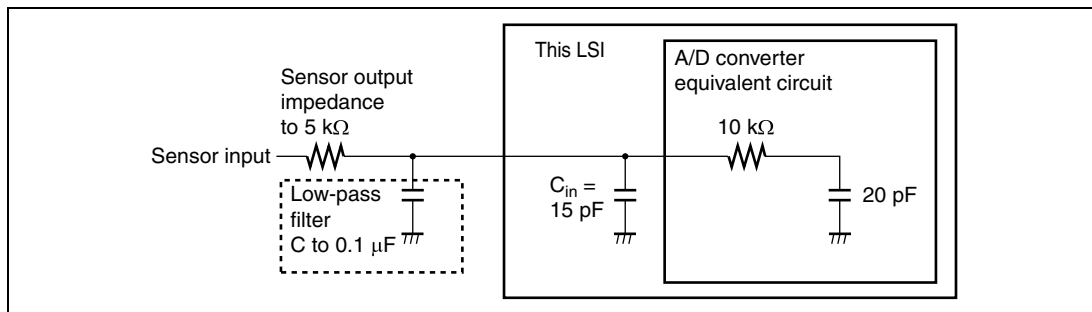 This LSI
A/D converter
equivalent circuit
Sensor output
impedance
to 5 kΩ
10 kΩ
Sensor input
Low-pass
filter
C to 0.1 μF
Cin =
15 pF
20 pF